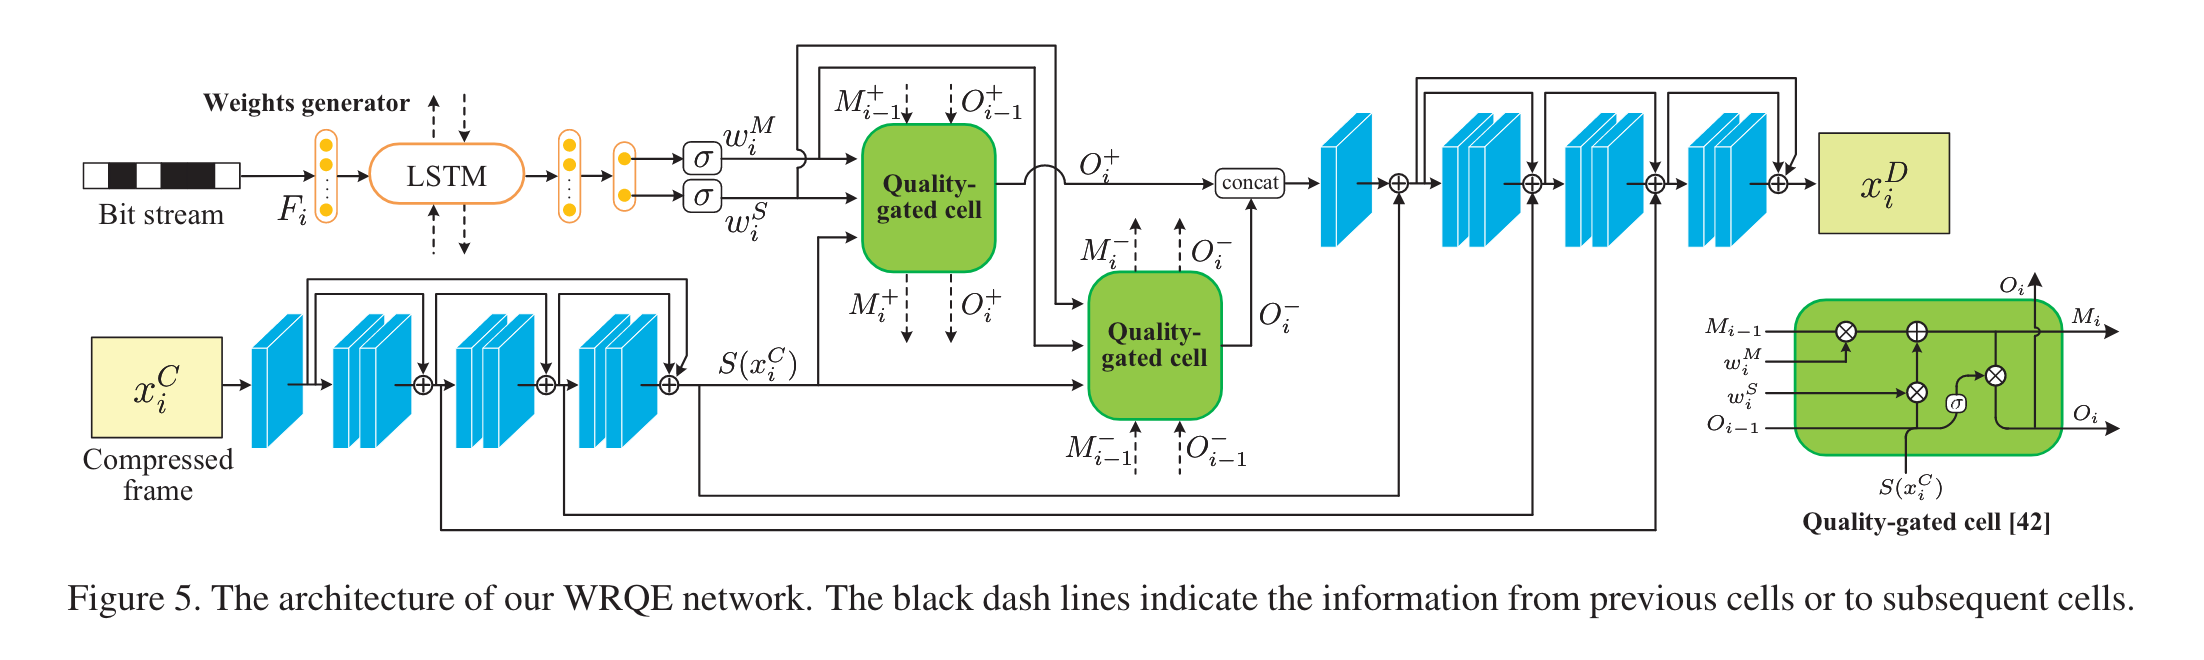 Weights generator
Bit stream
F_i
LSTM
σ
σ
w_i^M
w_i^S
M_{i-1}^+
O_{i-1}^+
Quality-
gated cell
M_i^+
O_i^+
O_i^+
concat
x_i^D
M_i^-
O_i^-
Quality-
gated cell
O_i^-
M_{i-1}^-
O_{i-1}^-
x_i^C
Compressed
frame
S(x_i^C)
O_i
M_{i-1}
M_i
w_i^M
w_i^S
σ
O_{i-1}
O_i
S(x_i^C)
Quality-gated cell [42]
Figure 5. The architecture of our WRQE network. The black dash lines indicate the information from previous cells or to subsequent cells.